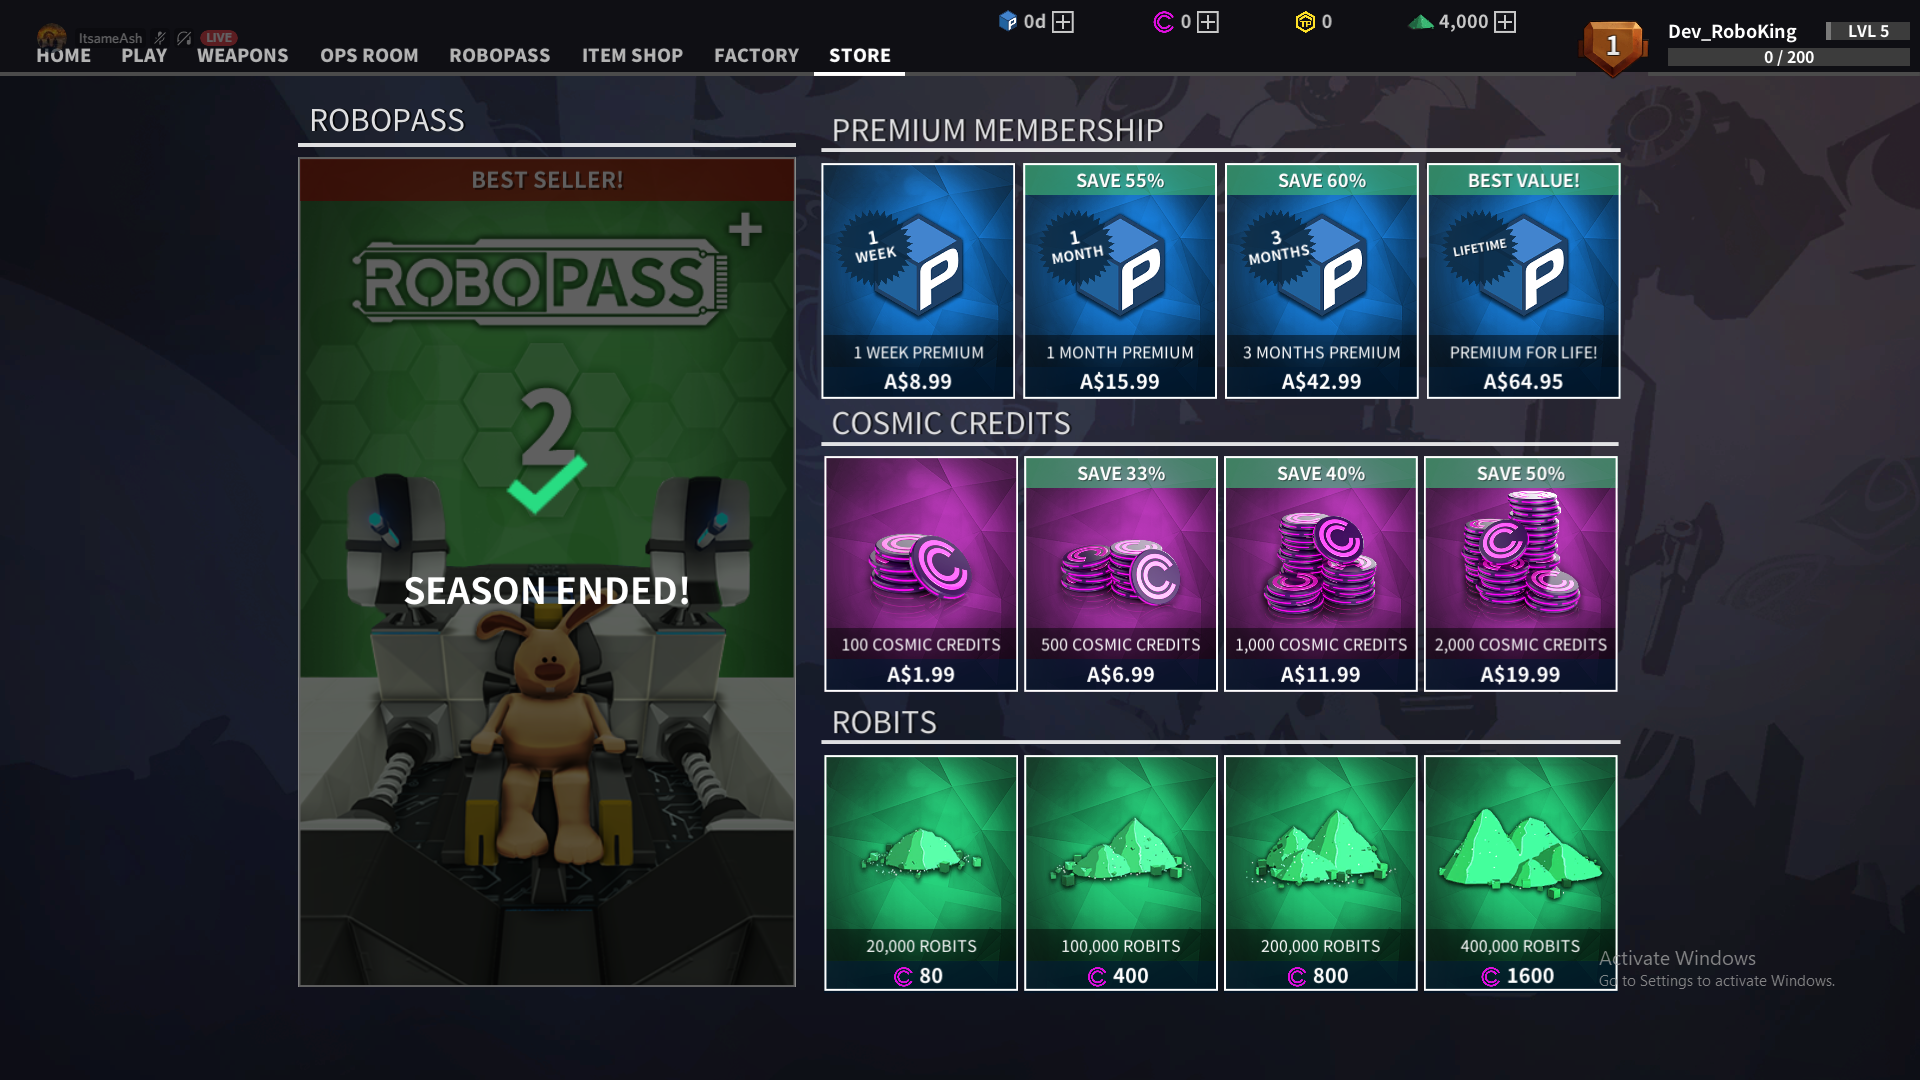 ItsameAsh LIVE
0d 0 0 4,000
1
Dev_RoboKing LVL 5
0 / 200
HOME PLAY WEAPONS OPS ROOM ROBOPASS ITEM SHOP FACTORY STORE
ROBOPASS
BEST SELLER!
ROBOPASS
2
SEASON ENDED!
PREMIUM MEMBERSHIP
1 WEEK
P
1 WEEK PREMIUM
A$8.99
SAVE 55%
1 MONTH
P
1 MONTH PREMIUM
A$15.99
SAVE 60%
3 MONTHS
P
3 MONTHS PREMIUM
A$42.99
BEST VALUE!
LIFETIME
P
PREMIUM FOR LIFE!
A$64.95
COSMIC CREDITS
100 COSMIC CREDITS
A$1.99
SAVE 33%
500 COSMIC CREDITS
A$6.99
SAVE 40%
1,000 COSMIC CREDITS
A$11.99
SAVE 50%
2,000 COSMIC CREDITS
A$19.99
ROBITS
20,000 ROBITS
80
100,000 ROBITS
400
200,000 ROBITS
800
400,000 ROBITS
1600
Activate Windows
Go to Settings to activate Windows.